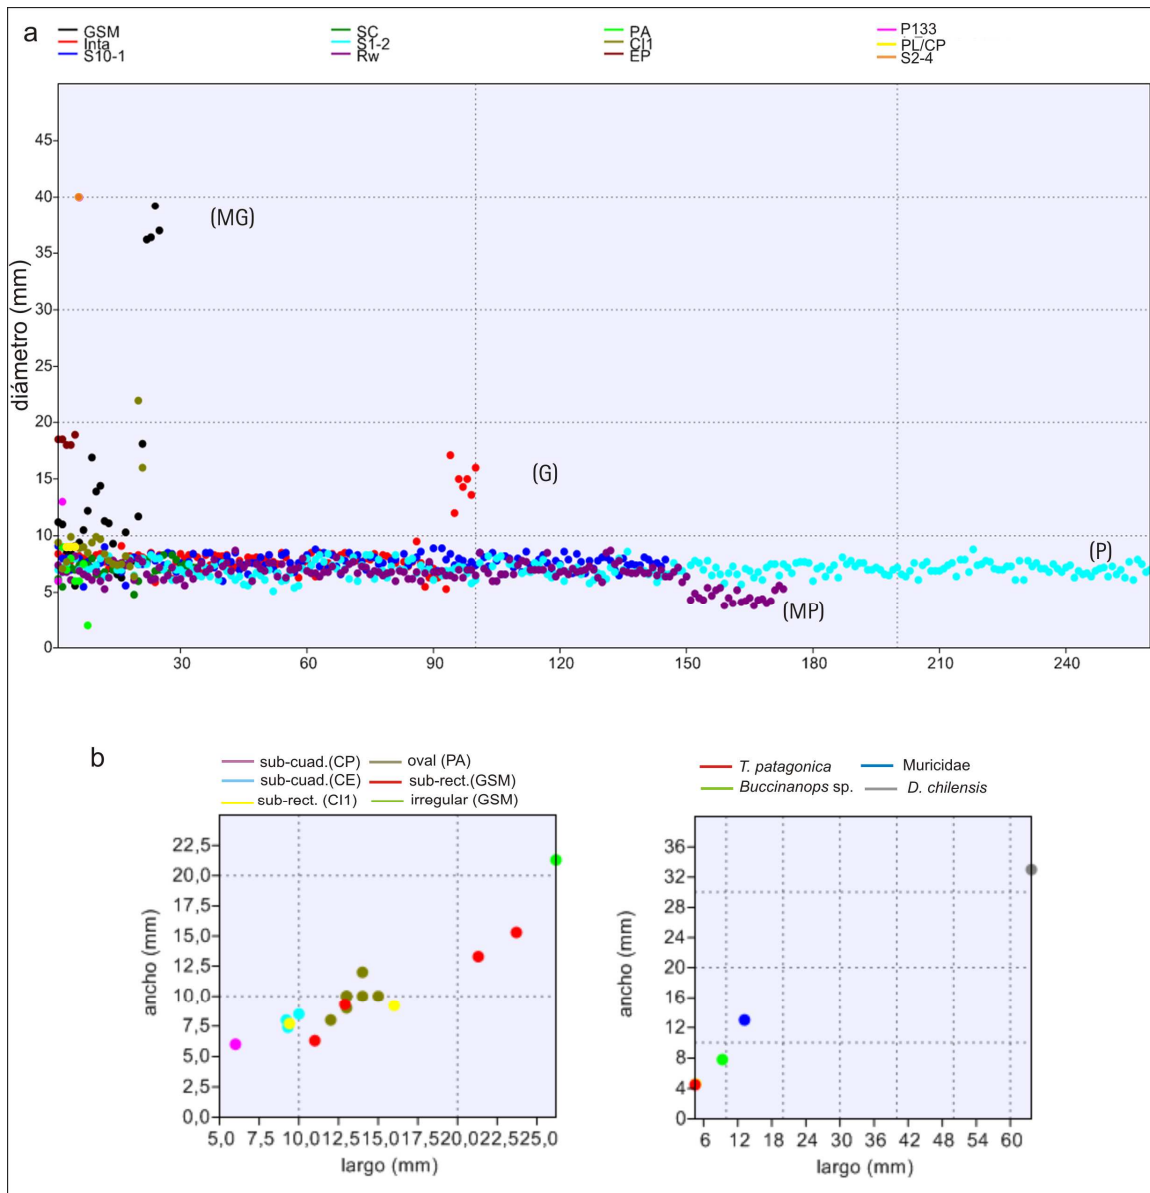 a
GSM SC PA P133
Inta S1-2 CI1 PL/CP
S10-1 Rw EP S2-4
45
40
35
30
25
20
15
10
5
0
diámetro (mm)
(MG)
(G)
(P)
(MP)
30 60 90 120 150 180 210 240
b
sub-cuad.(CP) oval (PA)
sub-cuad.(CE) sub-rect.(GSM)
sub-rect. (CI1) irregular (GSM)
22,5
20,0
17,5
15,0
12,5
10,0
7,5
5,0
2,5
0,0
ancho (mm)
5,0 7,5 10,0 12,5 15,0 17,5 20,0 22,5 25,0
largo (mm)
T. patagonica Muricidae
Buccinanops sp. D. chilensis
36
32
28
24
20
16
12
8
4
0
ancho (mm)
6 12 18 24 30 36 42 48 54 60
largo (mm)